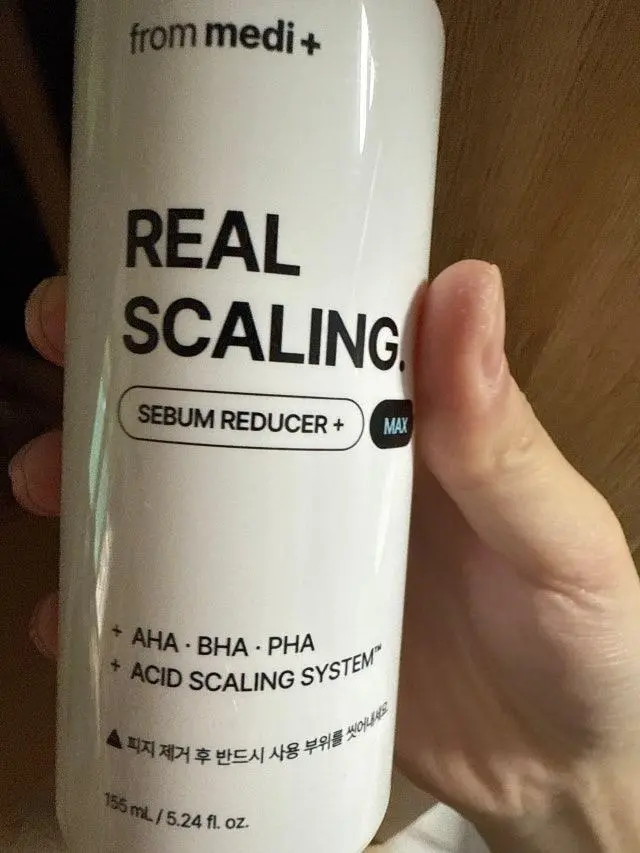 from medi+
REAL
SCALING.
SEBUM REDUCER + MAX
+ AHA · BHA · PHA
+ ACID SCALING SYSTEM™
▲ 피지 제거 후 반드시 사용 부위를 씻어내세요.
155 mL / 5.24 fl. oz.